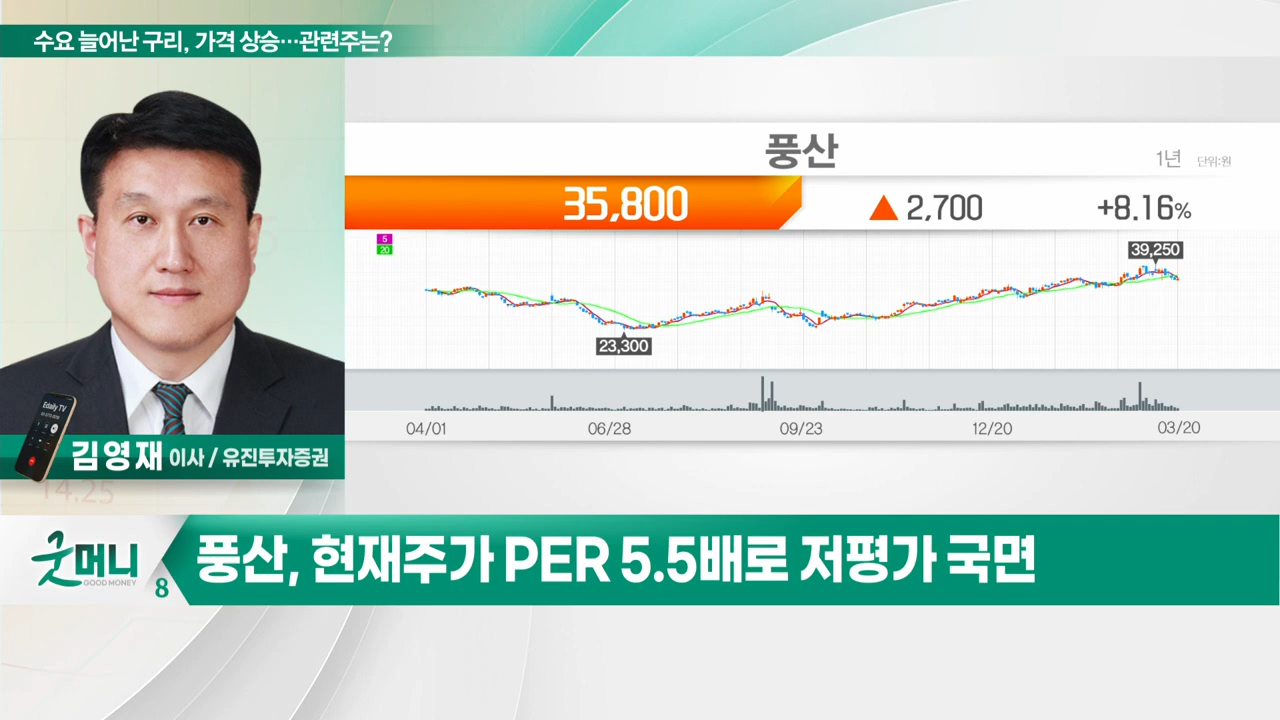 수요 늘어난 구리, 가격 상승…관련주는?
풍산
1년 단위:원
35,800 ▲ 2,700 +8.16%
5
20
39,250
23,300
04/01 06/28 09/23 12/20 03/20
Edaily TV
김영재 이사 / 유진투자증권
14.25
굿머니
GOOD MONEY
8
풍산, 현재주가 PER 5.5배로 저평가 국면